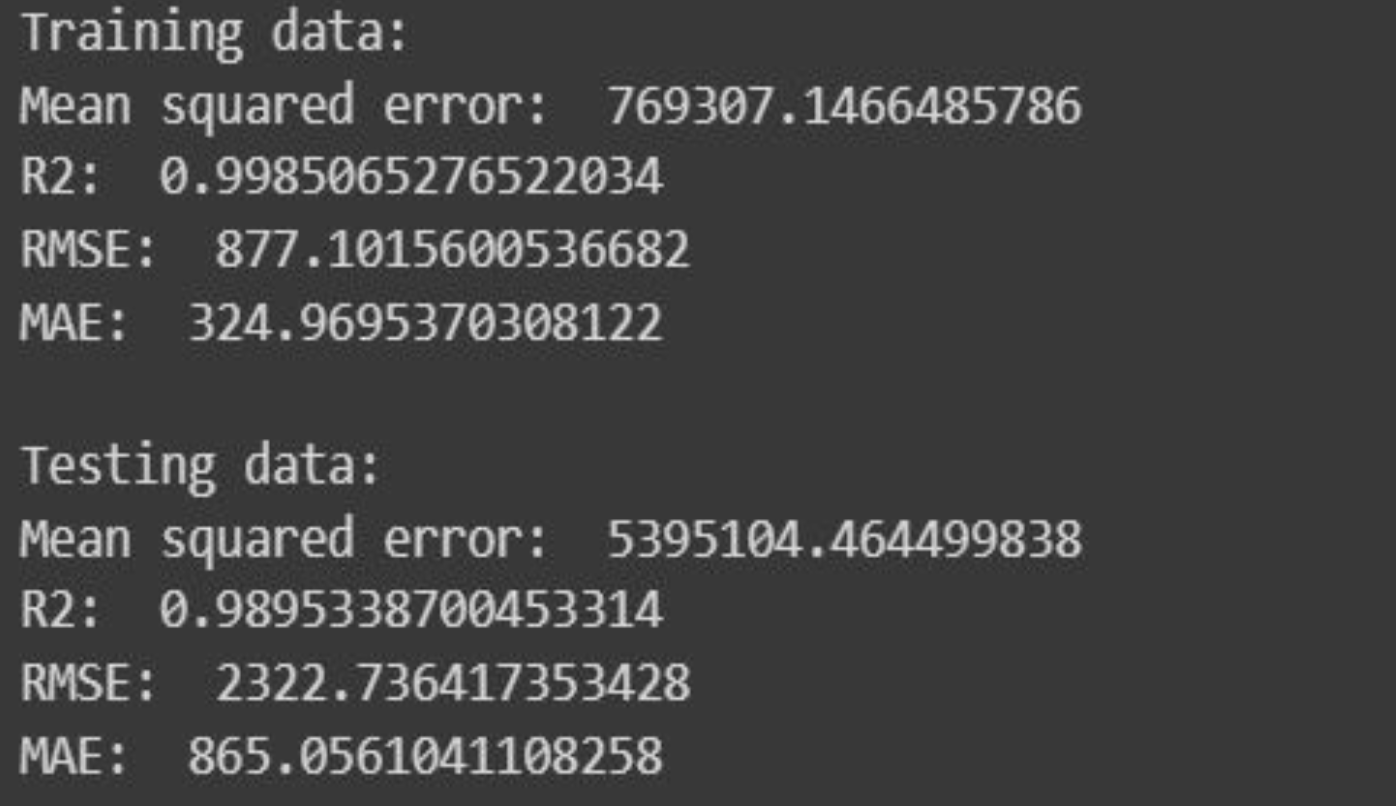 Training data:
Mean squared error:  769307.1466485786
R2:  0.9985065276522034
RMSE:  877.1015600536682
MAE:  324.9695370308122
Testing data:
Mean squared error:  5395104.464499838
R2:  0.9895338700453314
RMSE:  2322.736417353428
MAE:  865.0561041108258